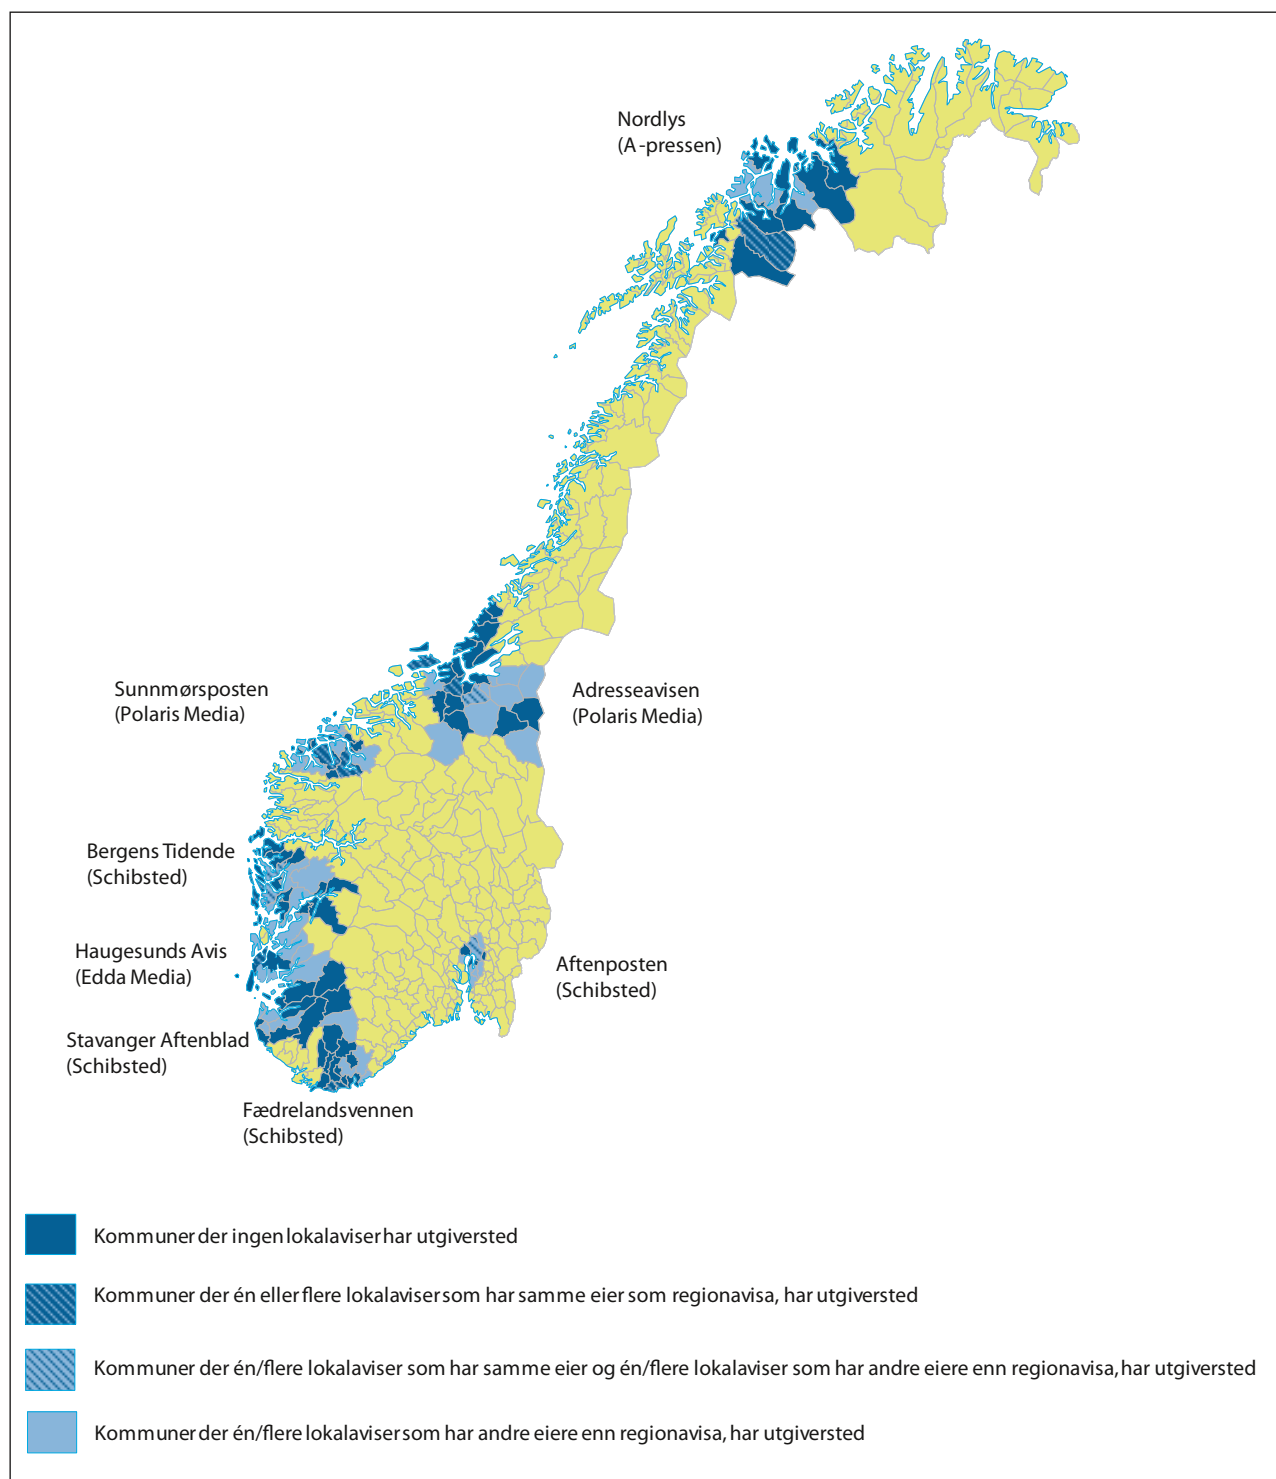 Nordlys
(A-pressen)
Sunnmørsposten
(Polaris Media)
Adresseavisen
(Polaris Media)
Bergens Tidende
(Schibsted)
Haugesunds Avis
(Edda Media)
Aftenposten
(Schibsted)
Stavanger Aftenblad
(Schibsted)
Fædrelandsvennen
(Schibsted)
Kommuner der ingen lokalaviser har utgiversted
Kommuner der én eller flere lokalaviser som har samme eier som regionavisa, har utgiversted
Kommuner der én/flere lokalaviser som har samme eier og én/flere lokalaviser som har andre eiere enn regionavisa, har utgiversted
Kommuner der én/flere lokalaviser som har andre eiere enn regionavisa, har utgiversted